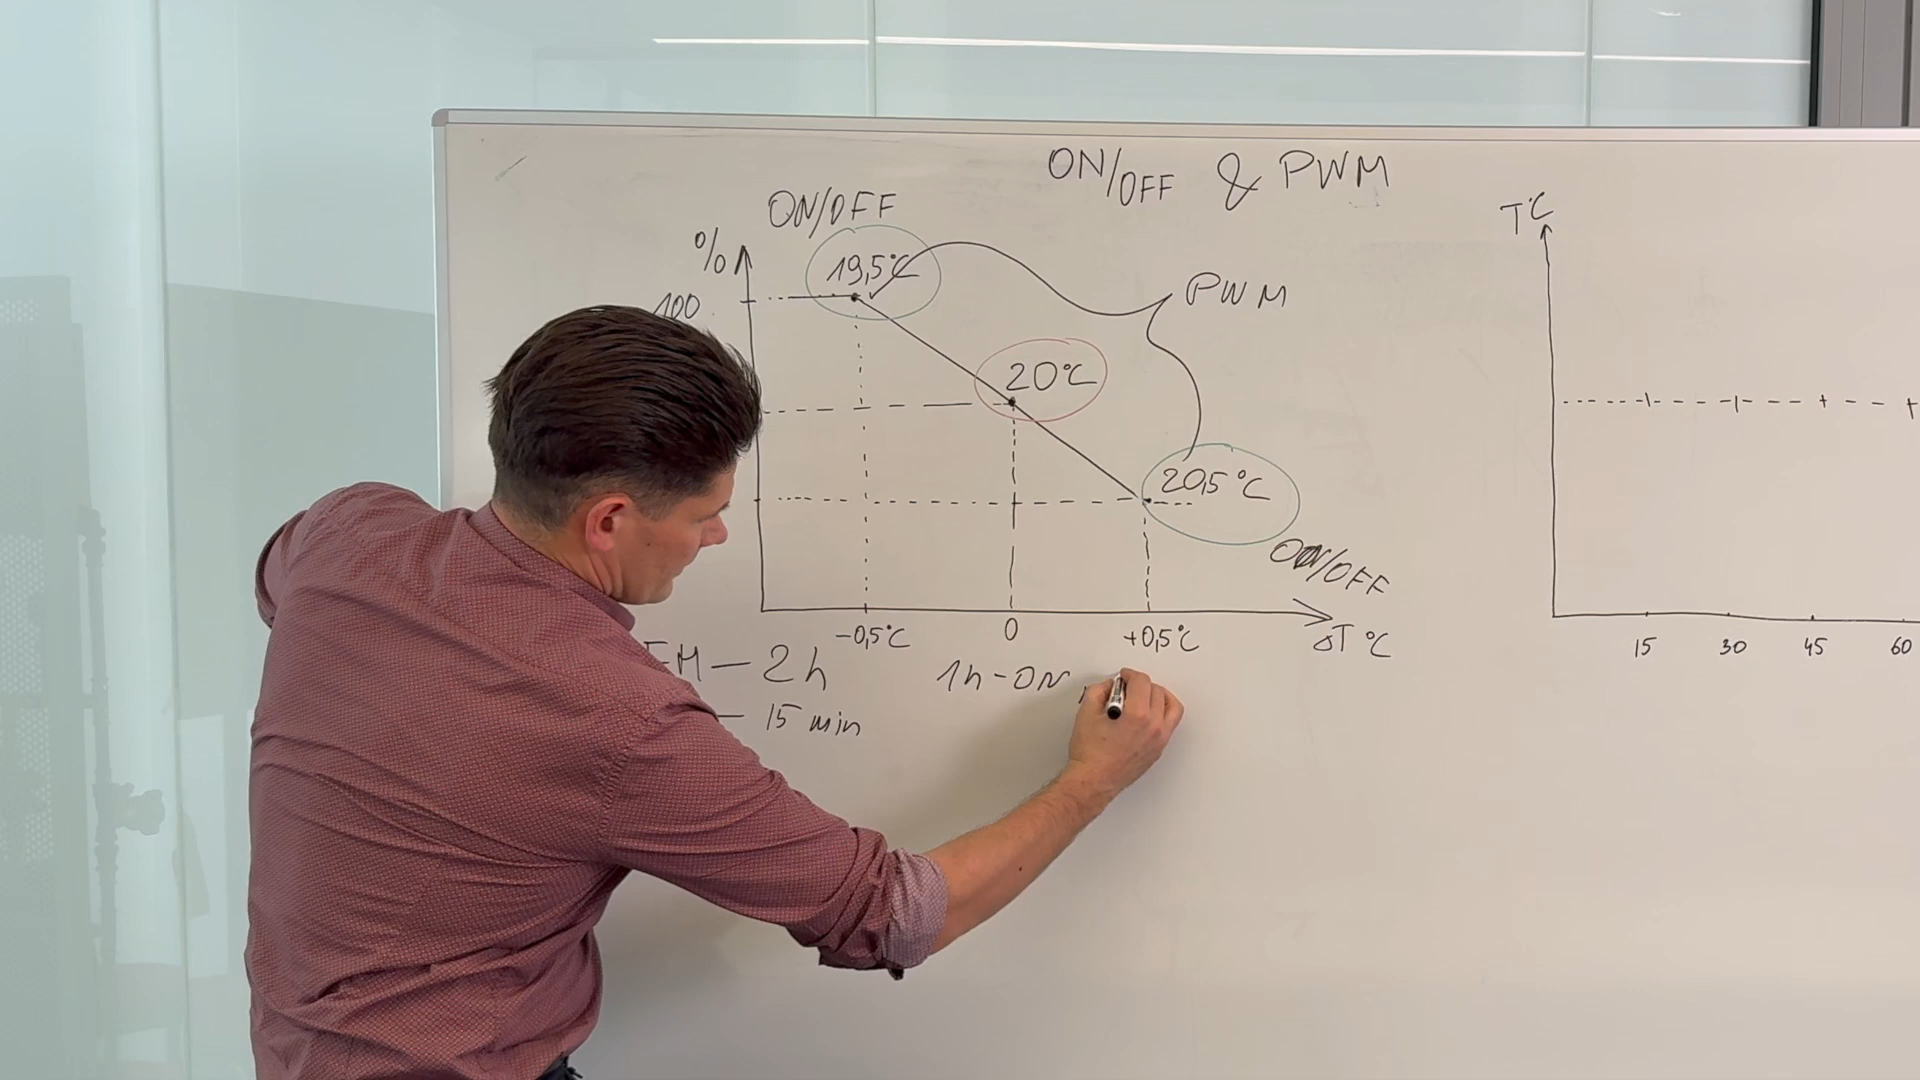 ON/OFF & PWM
ON/OFF
%
19,5°C
100
PWM
20°C
20,5°C
ON/OFF
-0,5°C 0 +0,5°C ΔT °C
M — 2h 1h-ON
— 15 min
T°C
15 30 45 60